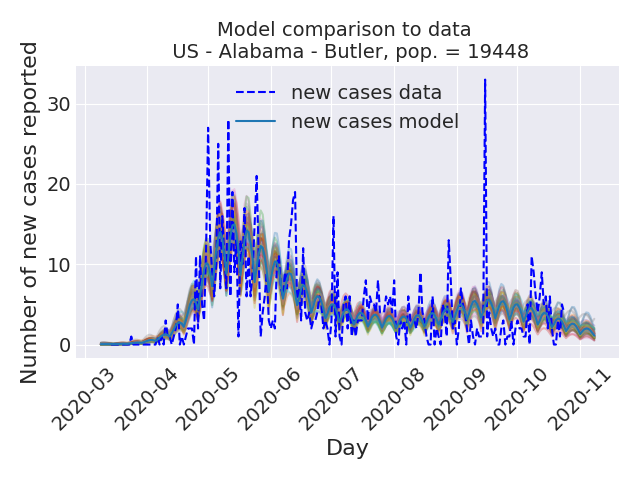 Model comparison to data
US - Alabama - Butler, pop. = 19448
Number of new cases reported
30
20
10
0
new cases data
new cases model
2020-03
2020-04
2020-05
2020-06
2020-07
2020-08
2020-09
2020-10
2020-11
Day